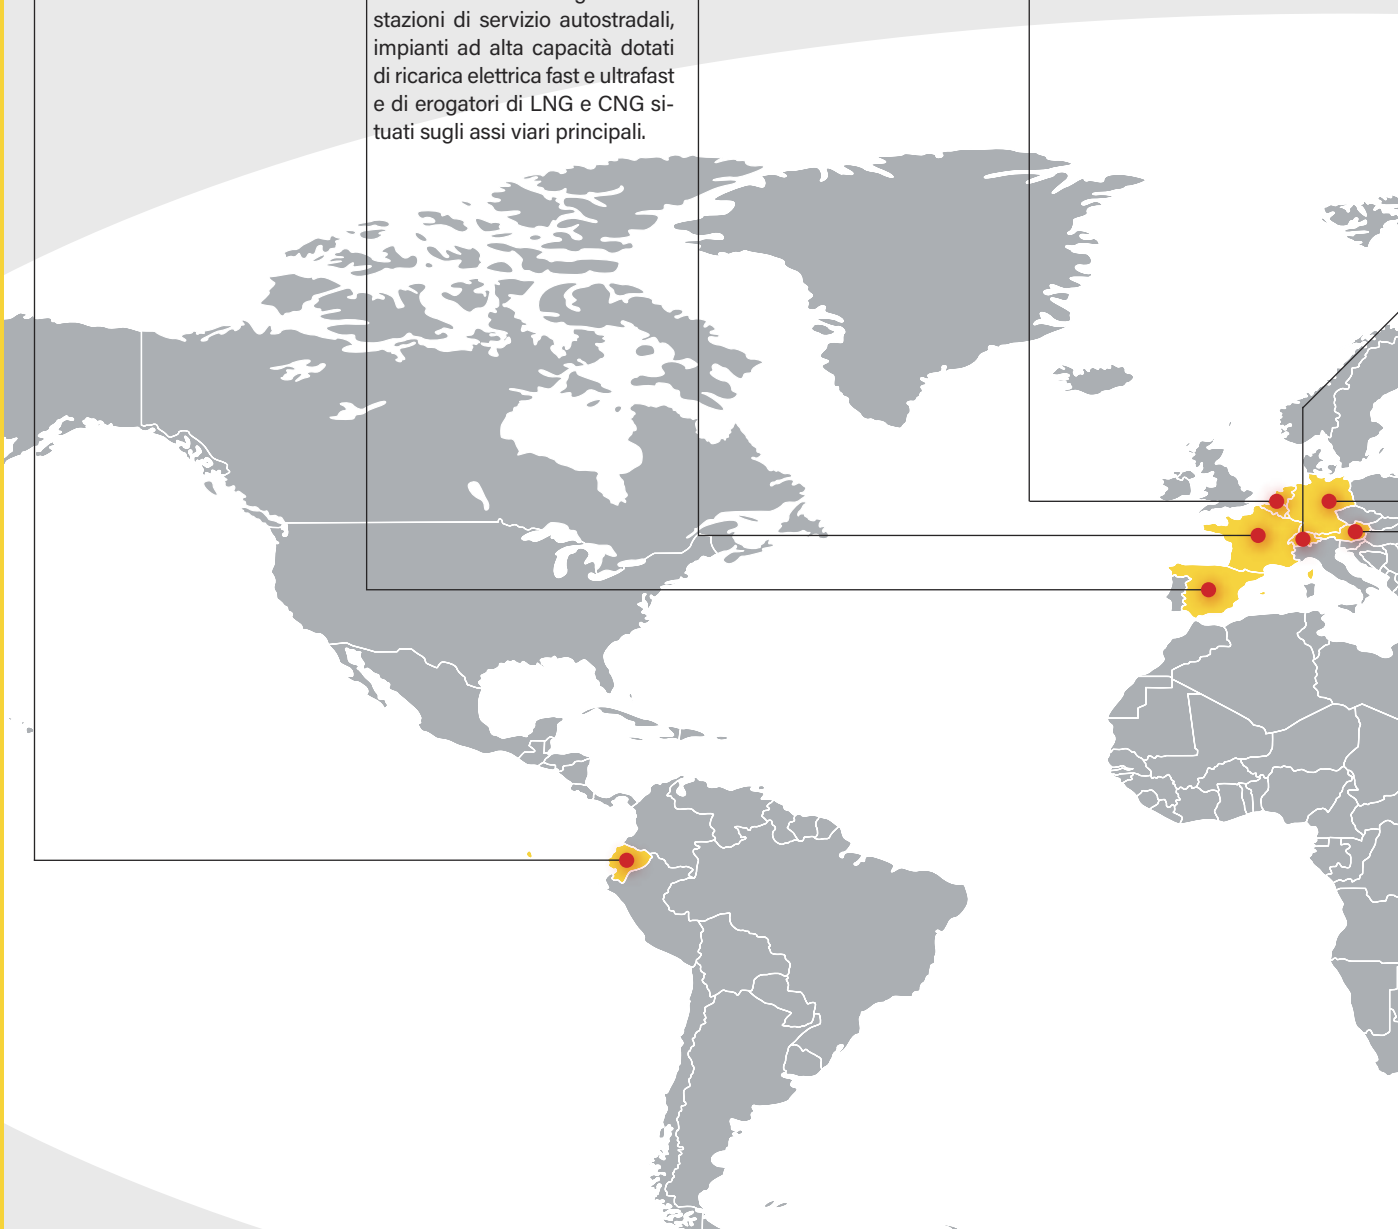 stazioni di servizio autostradali,
impianti ad alta capacità dotati
di ricarica elettrica fast e ultrafast
e di erogatori di LNG e CNG si-
tuati sugli assi viari principali.